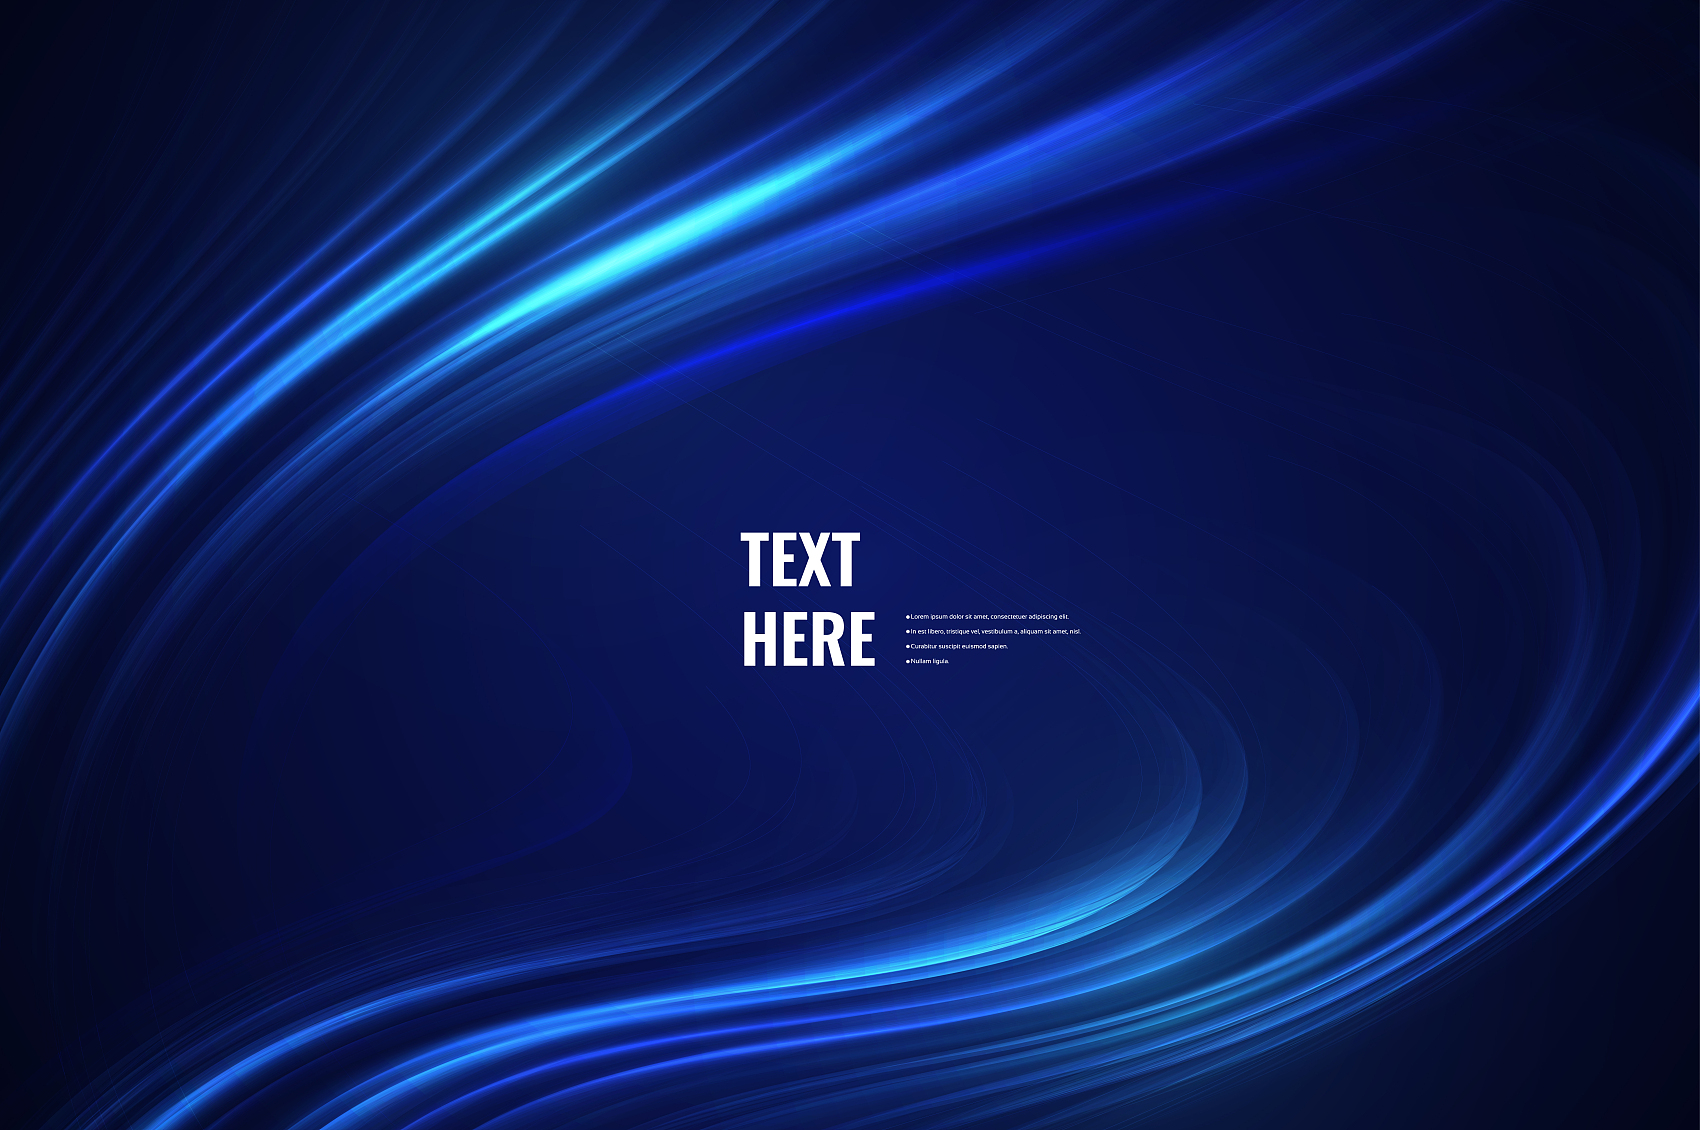 TEXT
HERE
●Lorem ipsum dolor sit amet, consectetuer adipiscing elit.
●In est libero, tristique vel, vestibulum a, aliquam sit amet, nisl.
●Curabitur suscipit euismod sapien.
●Nullam ligula.